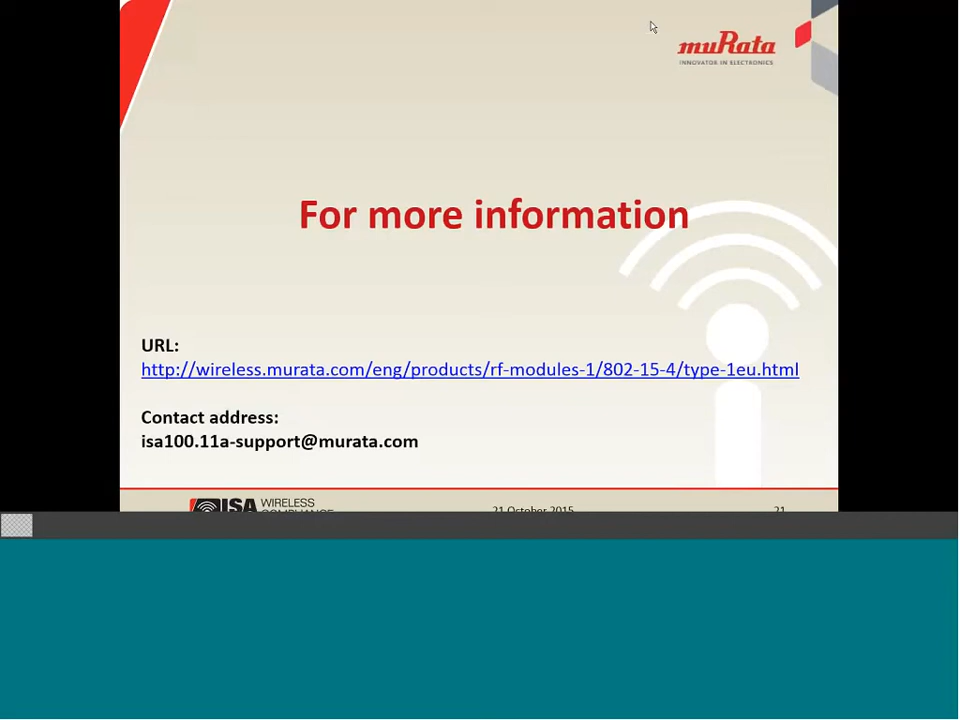 muRata
INNOVATOR IN ELECTRONICS
For more information
URL:
http://wireless.murata.com/eng/products/rf-modules-1/802-15-4/type-1eu.html
Contact address:
isa100.11a-support@murata.com
ISA WIRELESS
COMPLIANCE
21 October 2015
21